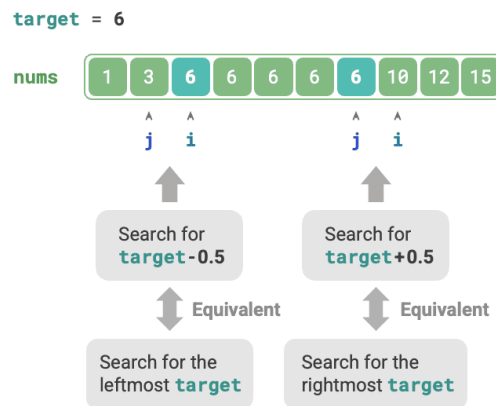 target = 6
nums 1 3 6 6 6 6 6 10 12 15
j i j i
Search for
target-0.5
Search for
target+0.5
Equivalent
Equivalent
Search for the
leftmost target
Search for the
rightmost target